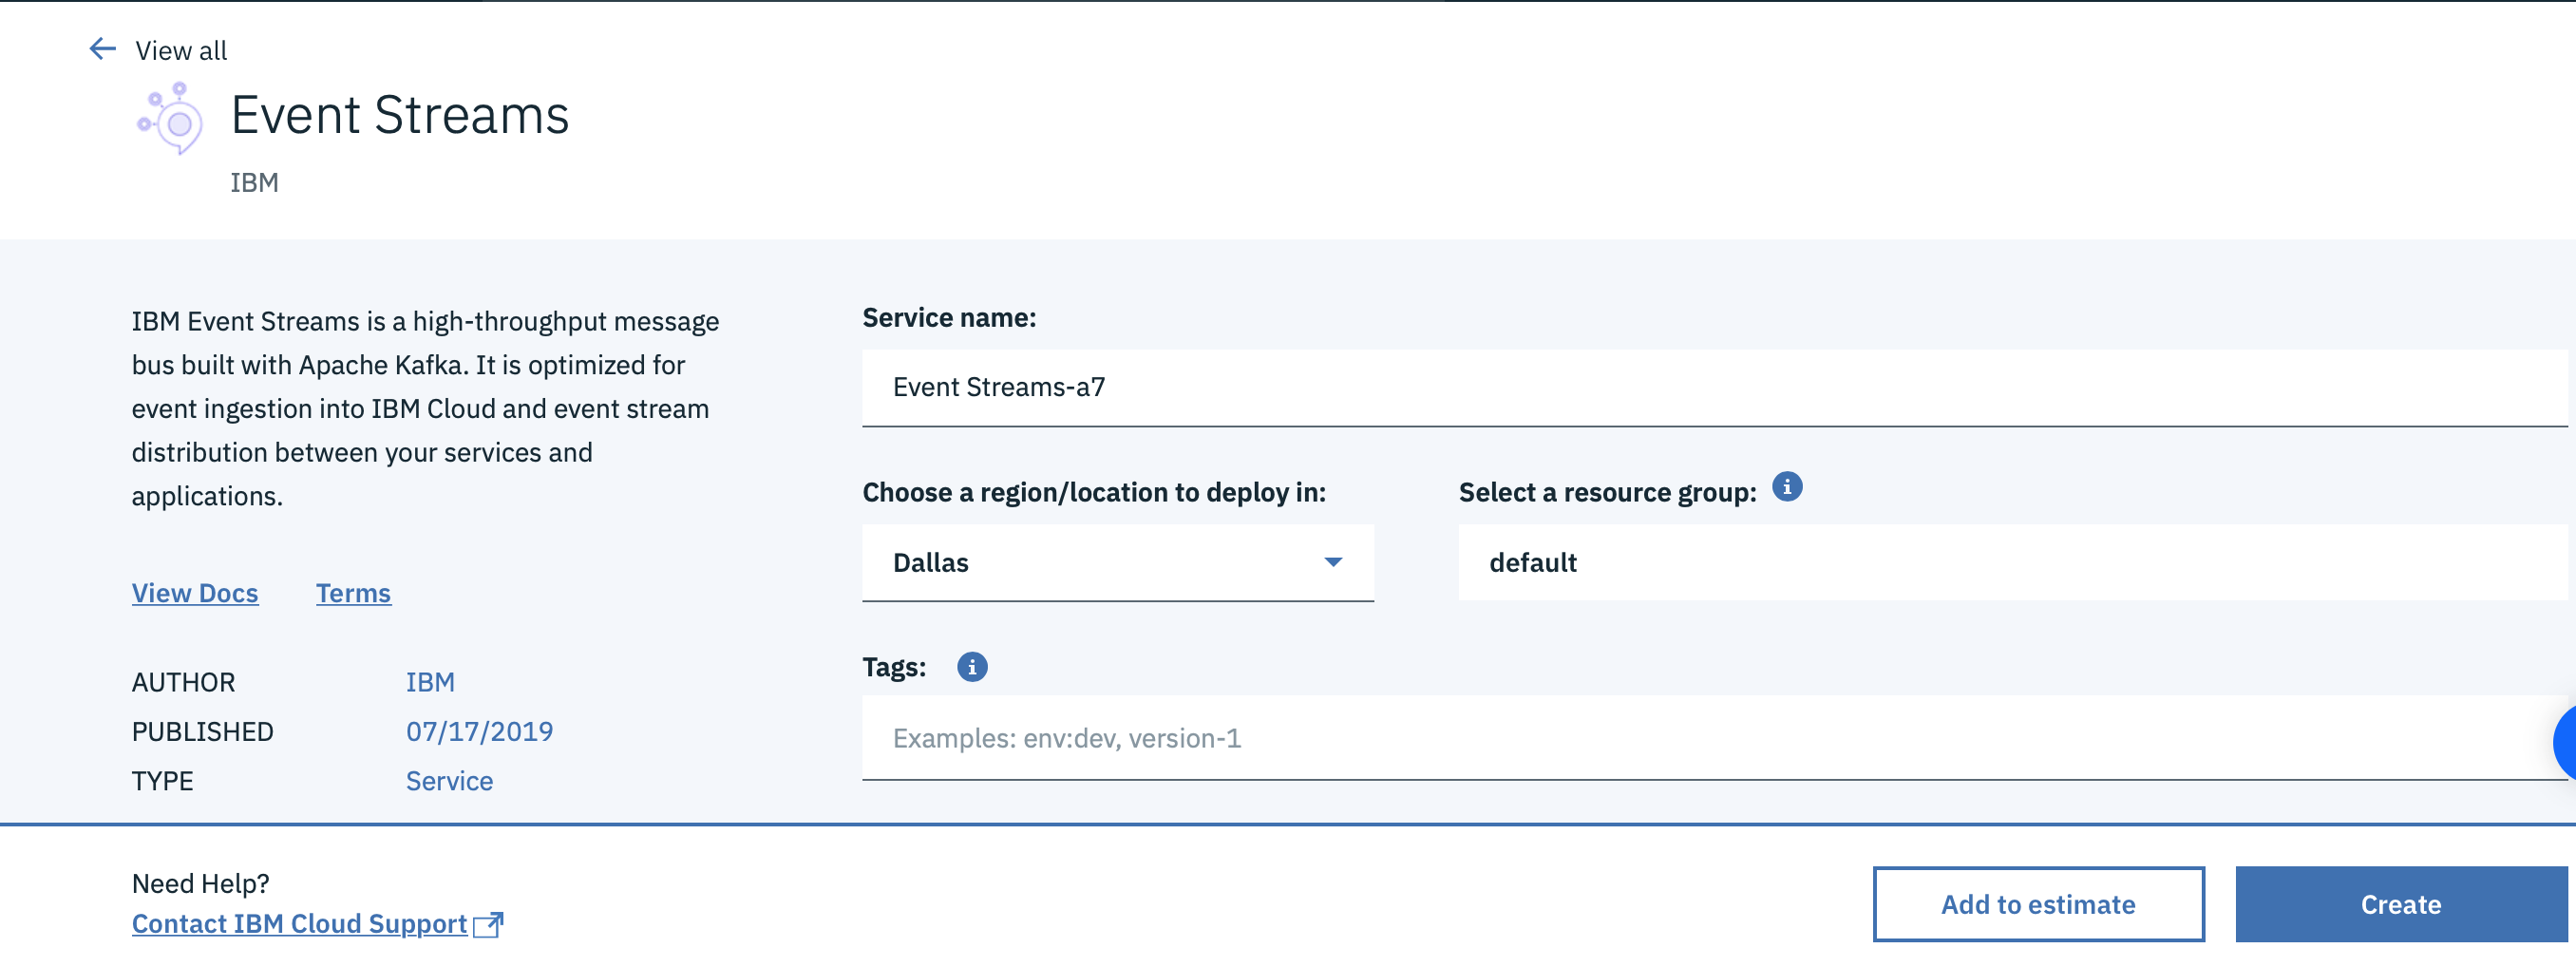 View all
Event Streams
IBM
IBM Event Streams is a high-throughput message
bus built with Apache Kafka. It is optimized for
event ingestion into IBM Cloud and event stream
distribution between your services and
applications.
View Docs Terms
AUTHOR IBM
PUBLISHED 07/17/2019
TYPE Service
Service name:
Event Streams-a7
Choose a region/location to deploy in:
Dallas
Select a resource group:
default
Tags:
Examples: env:dev, version-1
Need Help?
Contact IBM Cloud Support
Add to estimate
Create